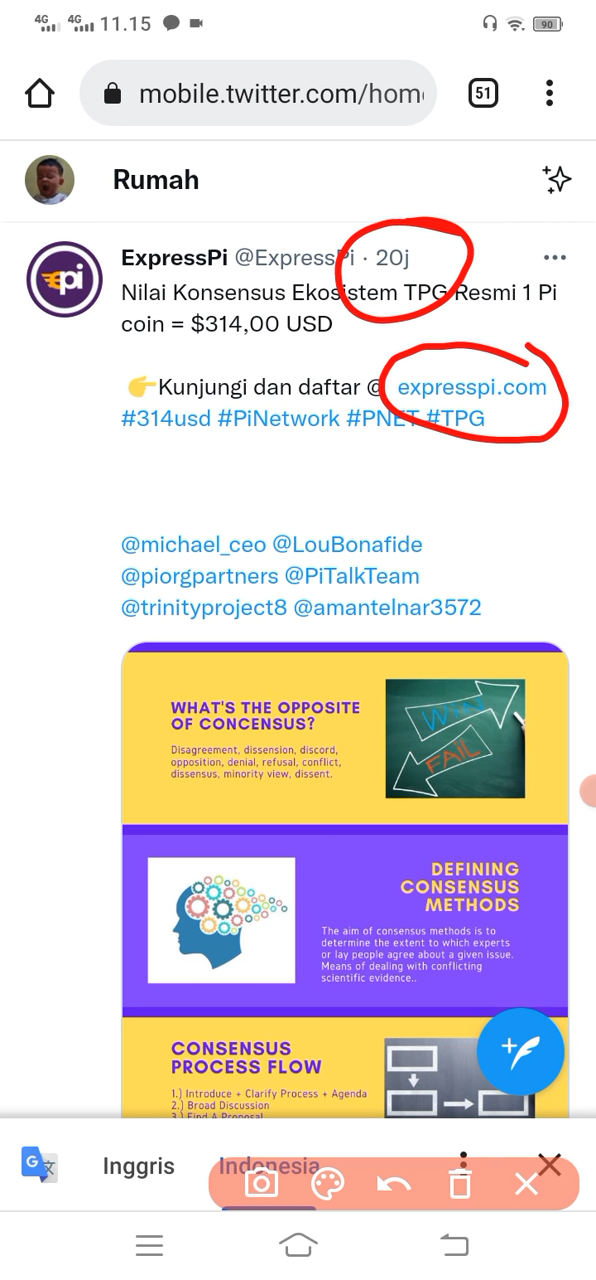 4G 4G 11.15 90
mobile.twitter.com/hom
51
Rumah
pi
ExpressPi @ExpressPi · 20j
Nilai Konsensus Ekosistem TPG Resmi 1 Pi
coin = $314,00 USD
👉Kunjungi dan daftar @ expresspi.com
#314usd #PiNetwork #PNET #TPG
@michael_ceo @LouBonafide
@piorgpartners @PiTalkTeam
@trinityproject8 @amantelnar3572
WHAT'S THE OPPOSITE
OF CONCENSUS?
Disagreement, dissension, discord,
opposition, denial, refusal, conflict,
dissensus, minority view, dissent.
WIN
FAIL
DEFINING
CONSENSUS
METHODS
The aim of consensus methods is to
determine the extent to which experts
or lay people agree about a given issue.
Means of dealing with conflicting
scientific evidence..
CONSENSUS
PROCESS FLOW
1.) Introduce + Clarify Process + Agenda
2.) Broad Discussion
3.) Find A Proposal
G 文
Inggris Indonesia